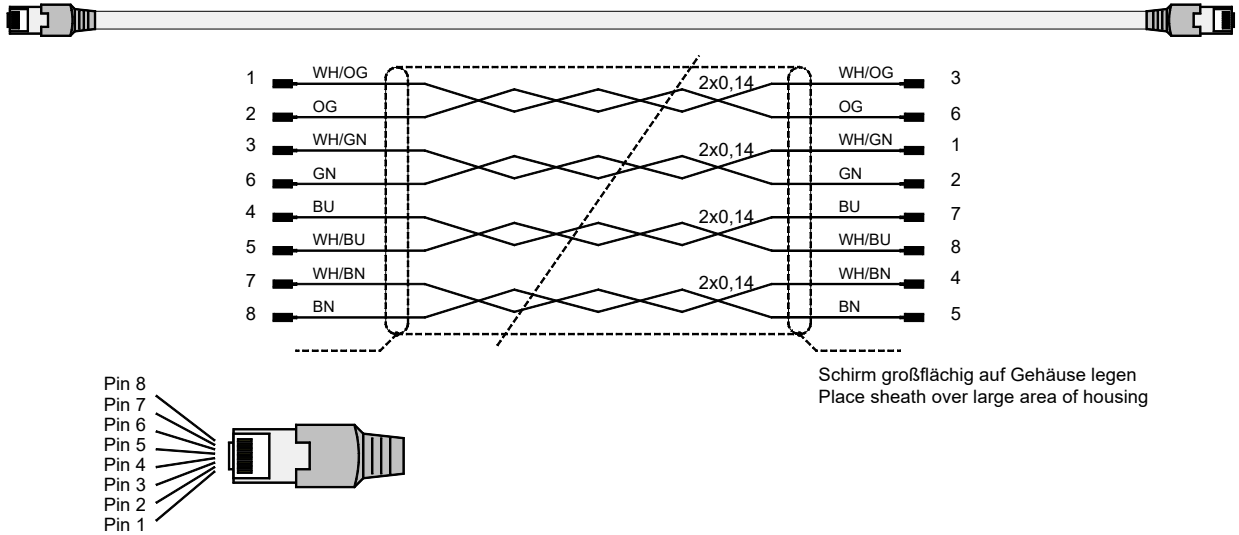 1 WH/OG 2x0,14 WH/OG 3
2 OG OG 6
3 WH/GN 2x0,14 WH/GN 1
6 GN GN 2
4 BU 2x0,14 BU 7
5 WH/BU WH/BU 8
7 WH/BN 2x0,14 WH/BN 4
8 BN BN 5
Schirm großflächig auf Gehäuse legen
Place sheath over large area of housing
Pin 8
Pin 7
Pin 6
Pin 5
Pin 4
Pin 3
Pin 2
Pin 1